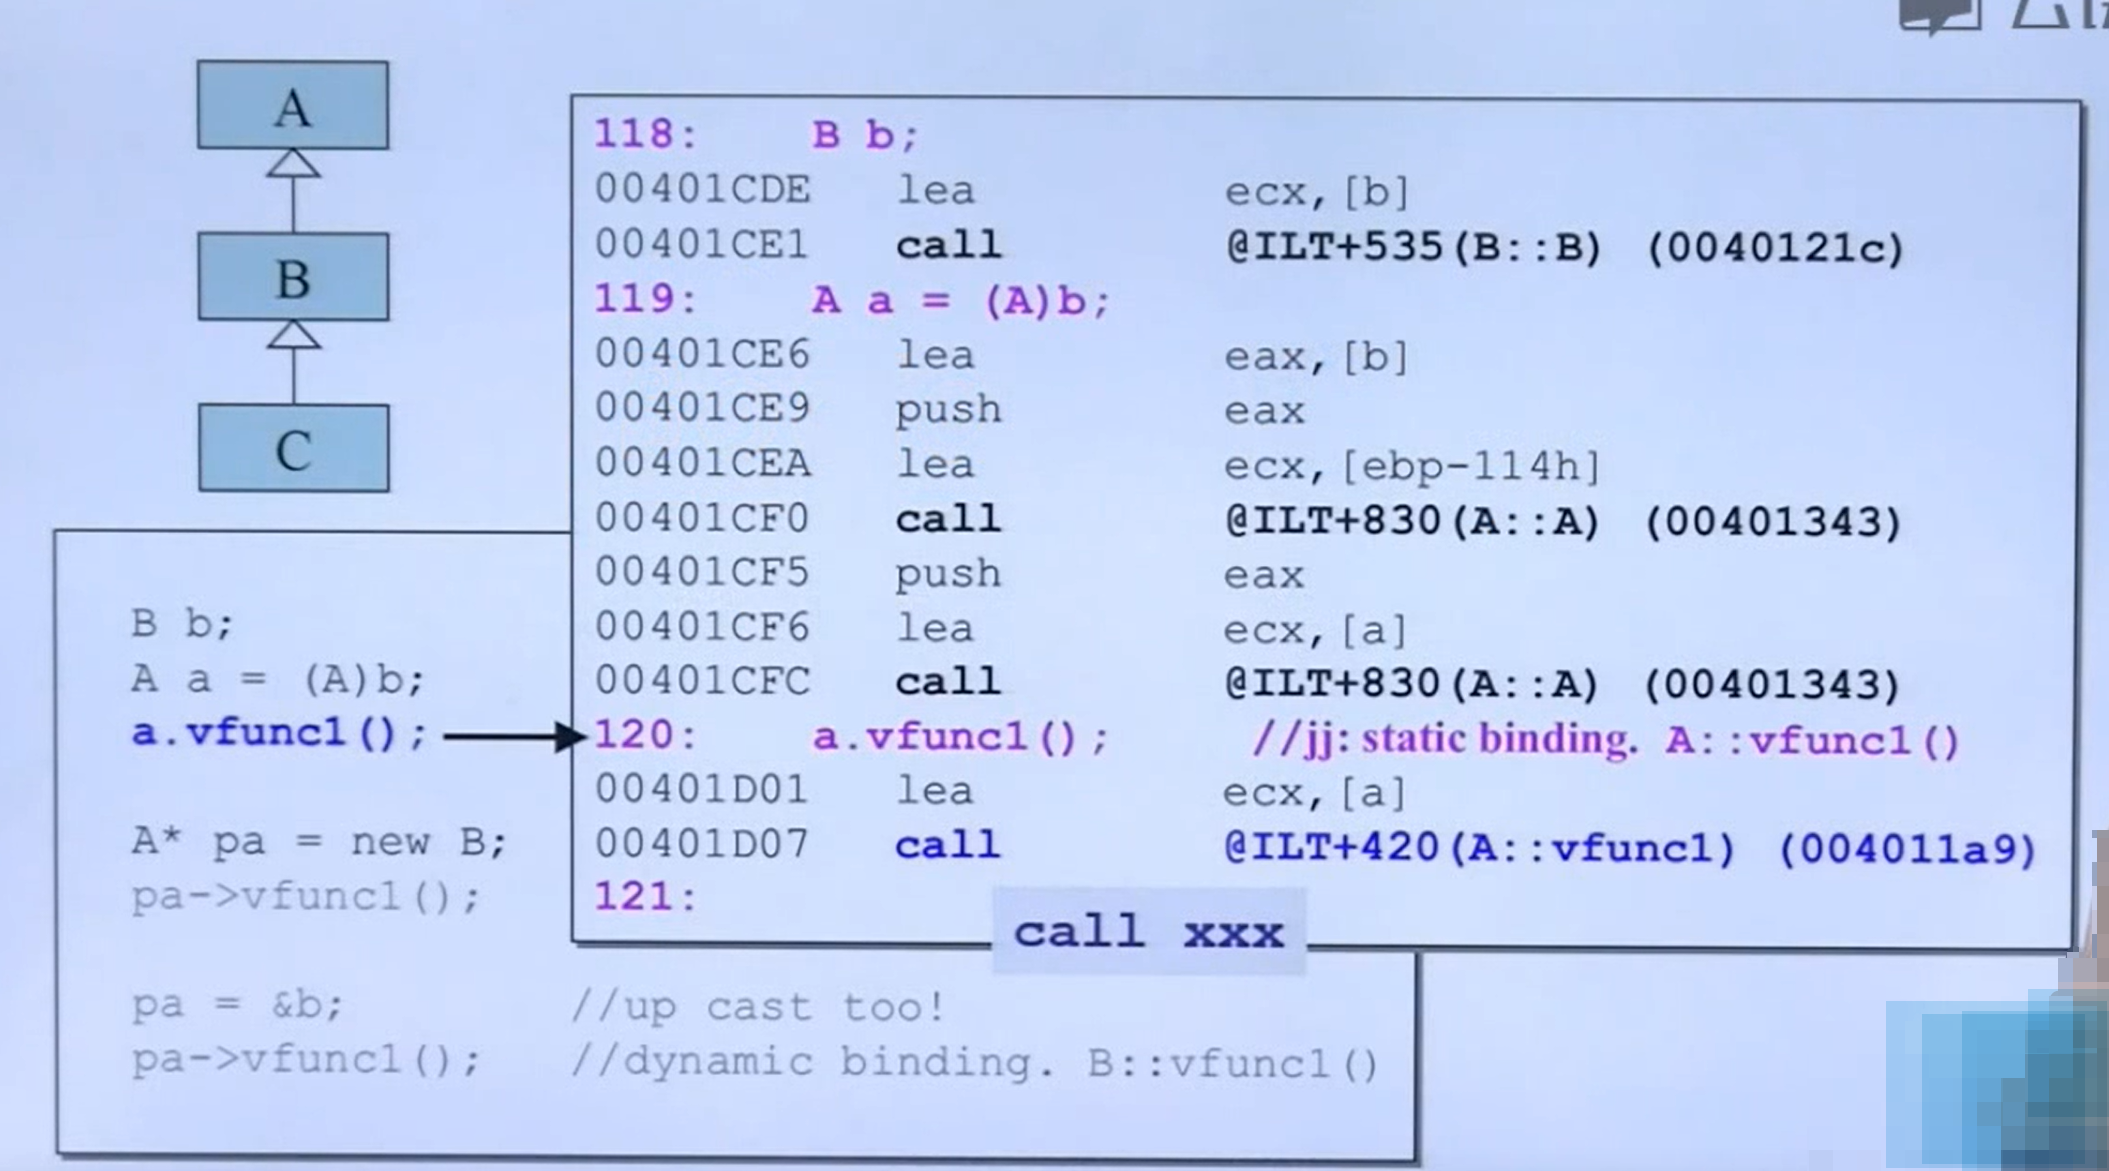 A
B
C
118: B b;
00401CDE lea ecx,[b]
00401CE1 call @ILT+535(B::B) (0040121c)
119: A a = (A)b;
00401CE6 lea eax,[b]
00401CE9 push eax
00401CEA lea ecx,[ebp-114h]
00401CF0 call @ILT+830(A::A) (00401343)
00401CF5 push eax
00401CF6 lea ecx,[a]
00401CFC call @ILT+830(A::A) (00401343)
120: a.vfunc1(); //jj: static binding. A::vfunc1()
00401D01 lea ecx,[a]
00401D07 call @ILT+420(A::vfunc1) (004011a9)
121:
call xxx
B b;
A a = (A)b;
a.vfunc1();
A* pa = new B;
pa->vfunc1();
pa = &b; //up cast too!
pa->vfunc1(); //dynamic binding. B::vfunc1()